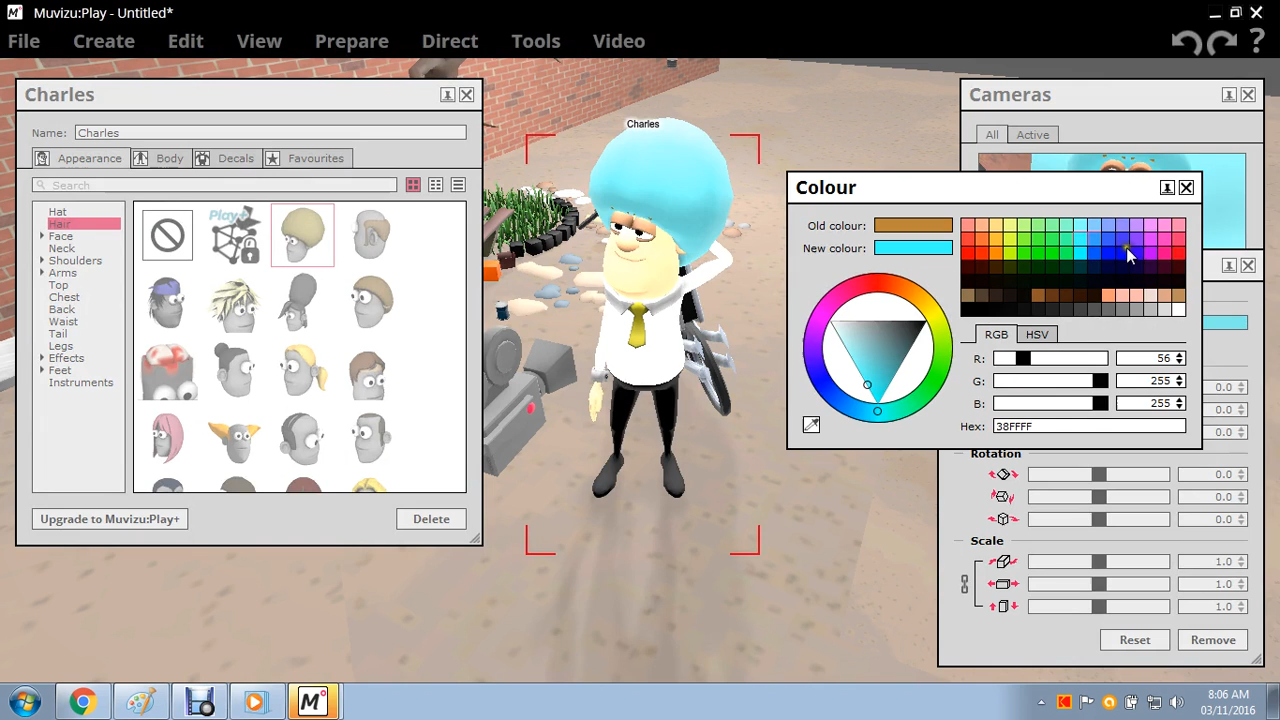 M Muvizu:Play - Untitled*
File Create Edit View Prepare Direct Tools Video ?
Charles
Name: Charles
Appearance Body Decals Favourites
Search
Hat
Hair
Face
Neck
Shoulders
Arms
Top
Chest
Back
Waist
Tail
Legs
Effects
Feet
Instruments
Play+
Upgrade to Muvizu:Play+ Delete
Charles
Cameras
All Active
Colour
Old colour:
New colour:
RGB HSV
R: 56
G: 255
B: 255
Hex: 38FFFF
0.0
0.0
0.0
Rotation
0.0
0.0
0.0
Scale
1.0
1.0
1.0
Reset Remove
M
8:06 AM
03/11/2016